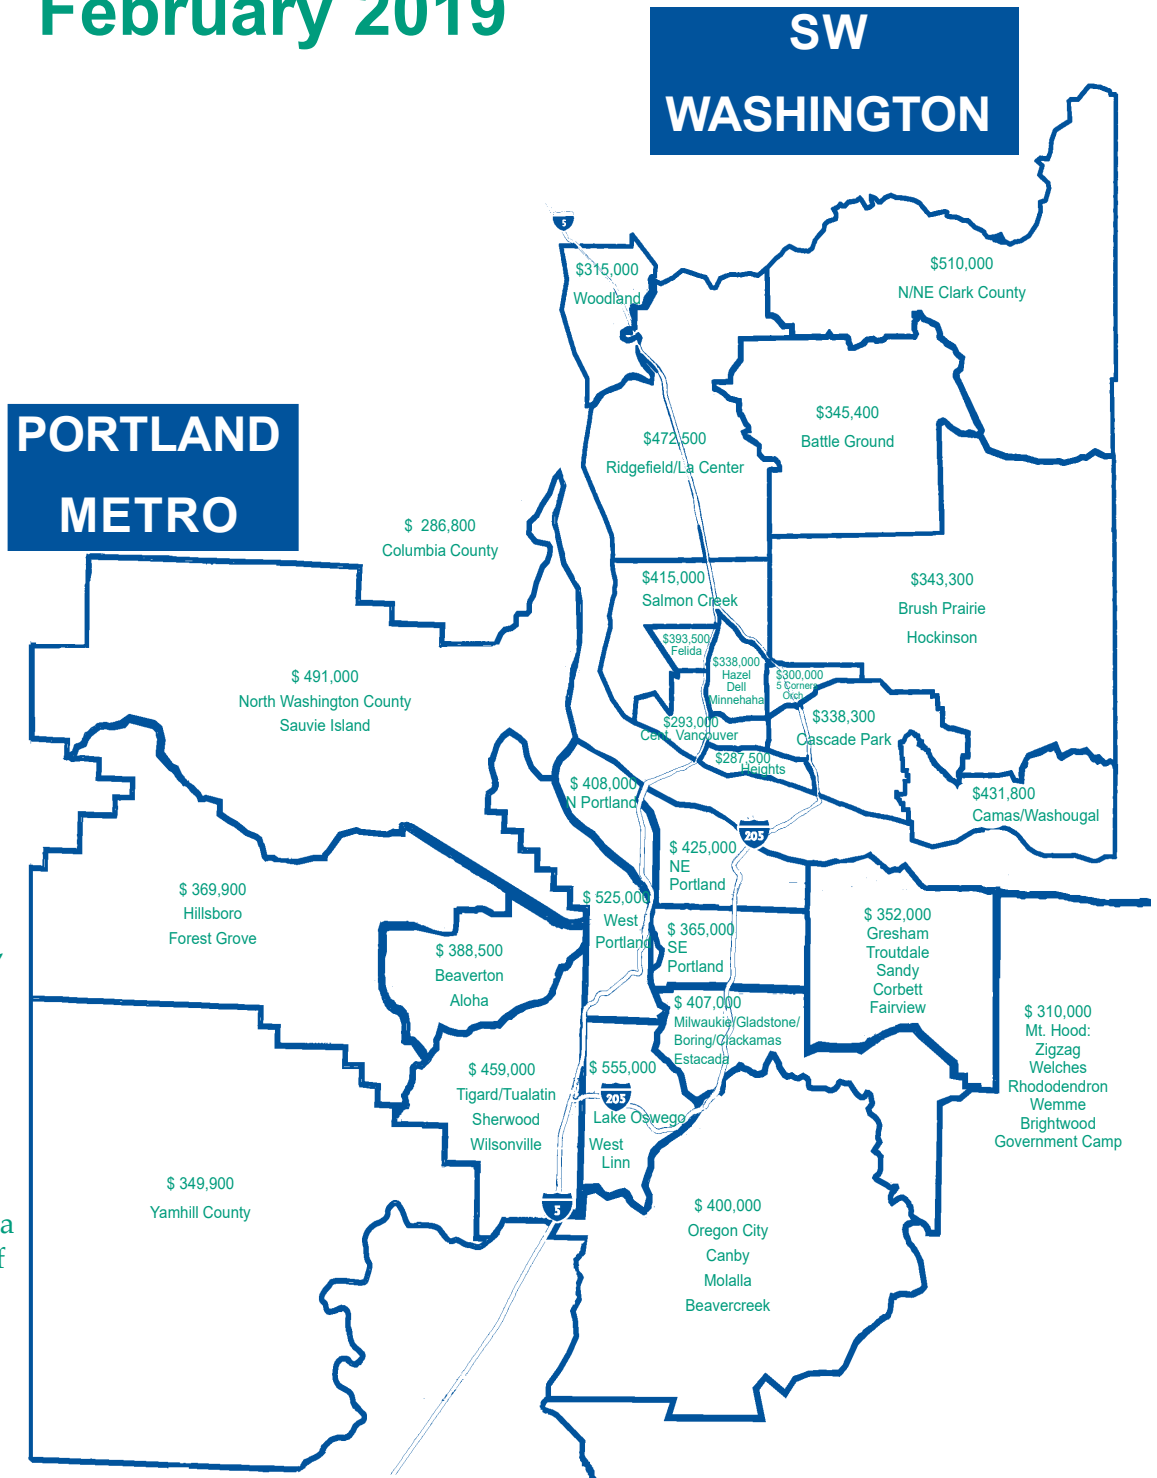 February 2019
SW
WASHINGTON
5
$315,000
Woodland
$510,000
N/NE Clark County
$345,400
Battle Ground
$472,500
Ridgefield/La Center
PORTLAND
METRO
$ 286,800
Columbia County
$415,000
Salmon Creek
$343,300
Brush Prairie
Hockinson
$393,500
Felida
$338,000
Hazel
Dell
Minnehaha
$300,000
5 Corners
Orch
$ 491,000
North Washington County
Sauvie Island
$293,000
Cent. Vancouver
$338,300
Cascade Park
$287,500
Heights
$ 408,000
N Portland
$431,800
Camas/Washougal
205
$ 425,000
NE
Portland
$ 369,900
Hillsboro
Forest Grove
$ 525,000
West
Portland
$ 365,000
SE
Portland
$ 352,000
Gresham
Troutdale
Sandy
Corbett
Fairview
$ 388,500
Beaverton
Aloha
$ 407,000
Milwaukie/Gladstone/
Boring/Clackamas
Estacada
$ 310,000
Mt. Hood:
Zigzag
Welches
Rhododendron
Wemme
Brightwood
Government Camp
$ 459,000
Tigard/Tualatin
Sherwood
Wilsonville
$ 555,000
205
Lake Oswego
West
Linn
$ 349,900
Yamhill County
5
$ 400,000
Oregon City
Canby
Molalla
Beavercreek
a
f